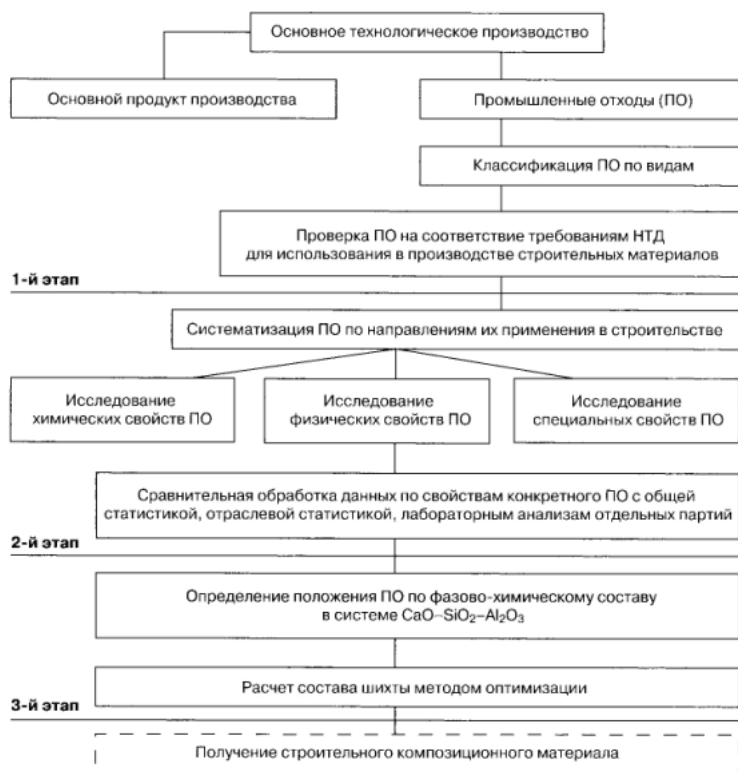 Основное технологическое производство
Основной продукт производства
Промышленные отходы (ПО)
Классификация ПО по видам
Проверка ПО на соответствие требованиям НТД
для использования в производстве строительных материалов
1-й этап
Систематизация ПО по направлениям их применения в строительстве
Исследование
химических свойств ПО
Исследование
физических свойств ПО
Исследование
специальных свойств ПО
Сравнительная обработка данных по свойствам конкретного ПО с общей
статистикой, отраслевой статистикой, лабораторным анализам отдельных партий
2-й этап
Определение положения ПО по фазово-химическому составу
в системе CaO–SiO₂–Al₂O₃
Расчет состава шихты методом оптимизации
3-й этап
Получение строительного композиционного материала